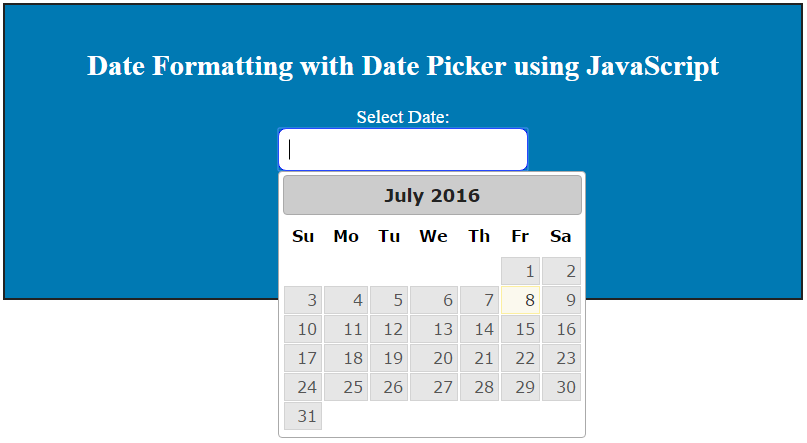 Date Formatting with Date Picker using JavaScript
Select Date:
July 2016
Su Mo Tu We Th Fr Sa
1 2
3 4 5 6 7 8 9
10 11 12 13 14 15 16
17 18 19 20 21 22 23
24 25 26 27 28 29 30
31